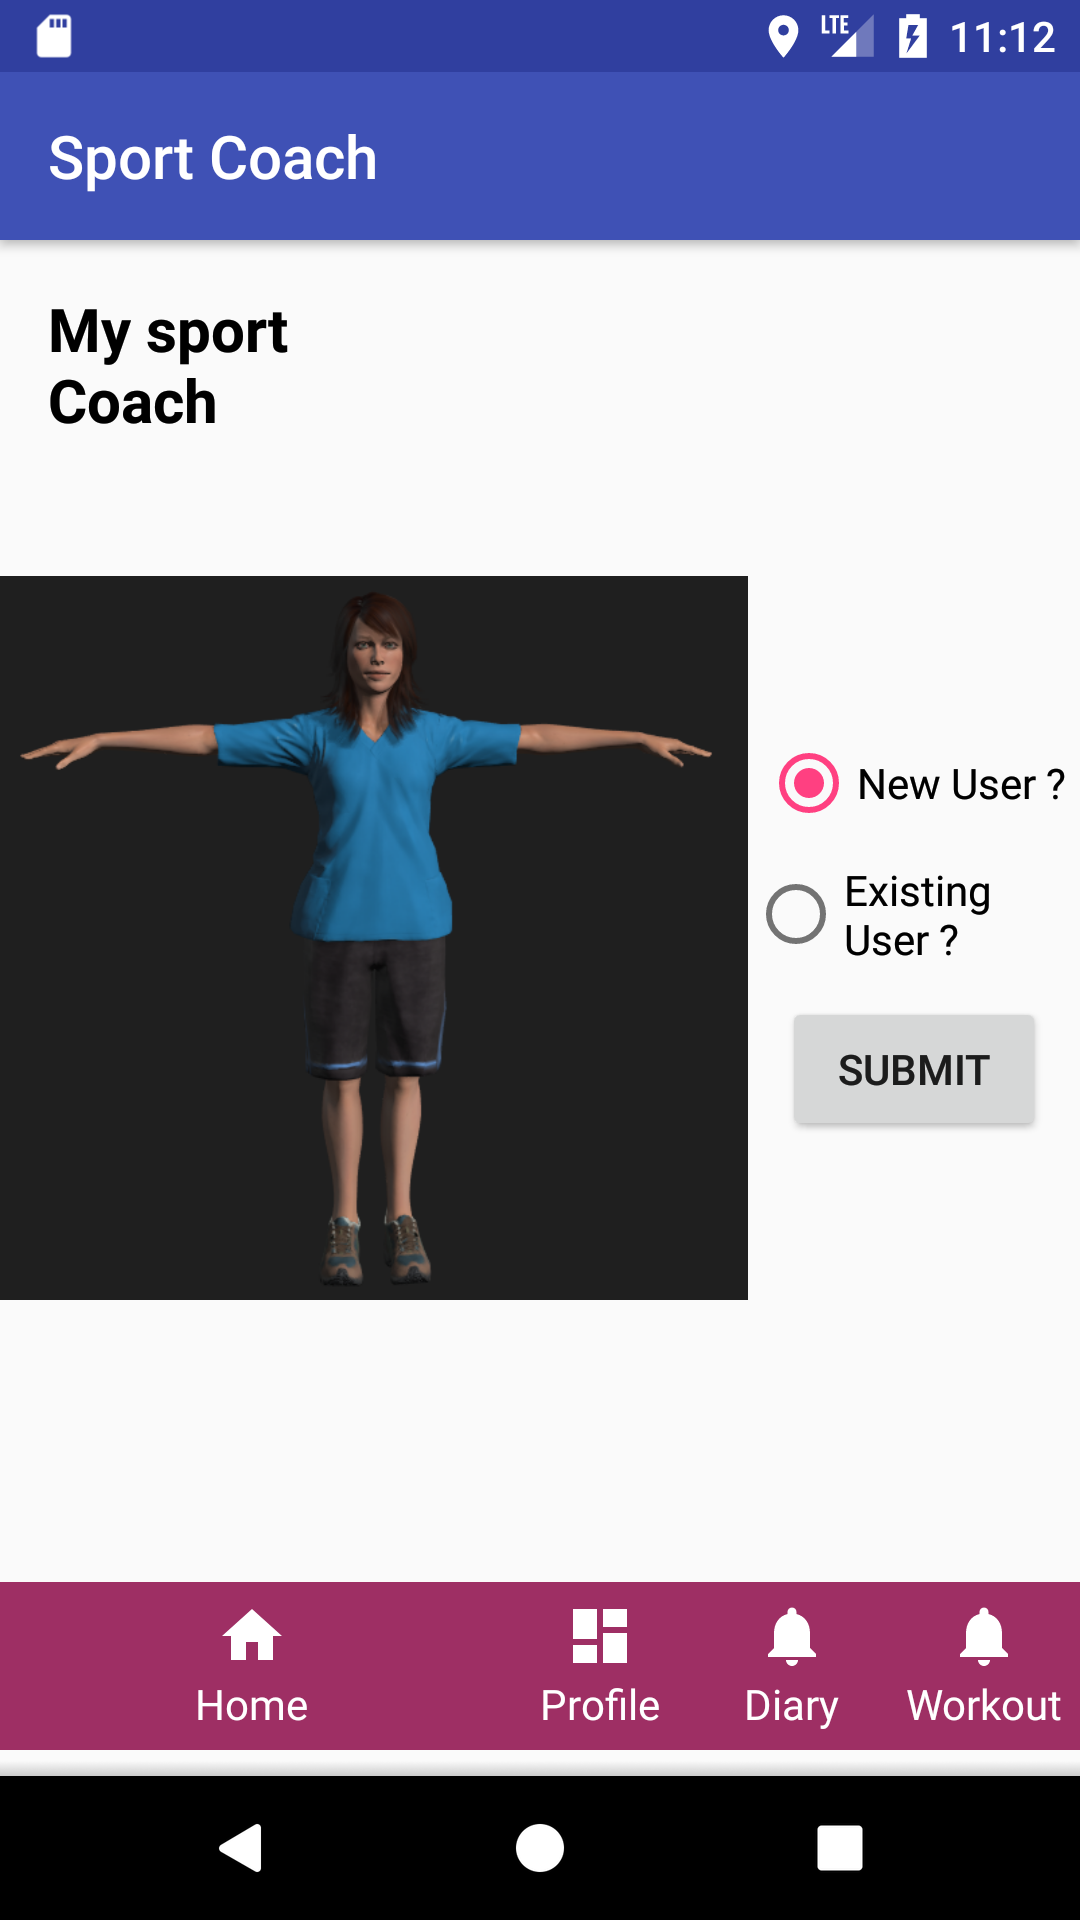 LTE 11:12
Sport Coach
My sport
Coach
New User ?
Existing
User ?
SUBMIT
Home Profile Diary Workout